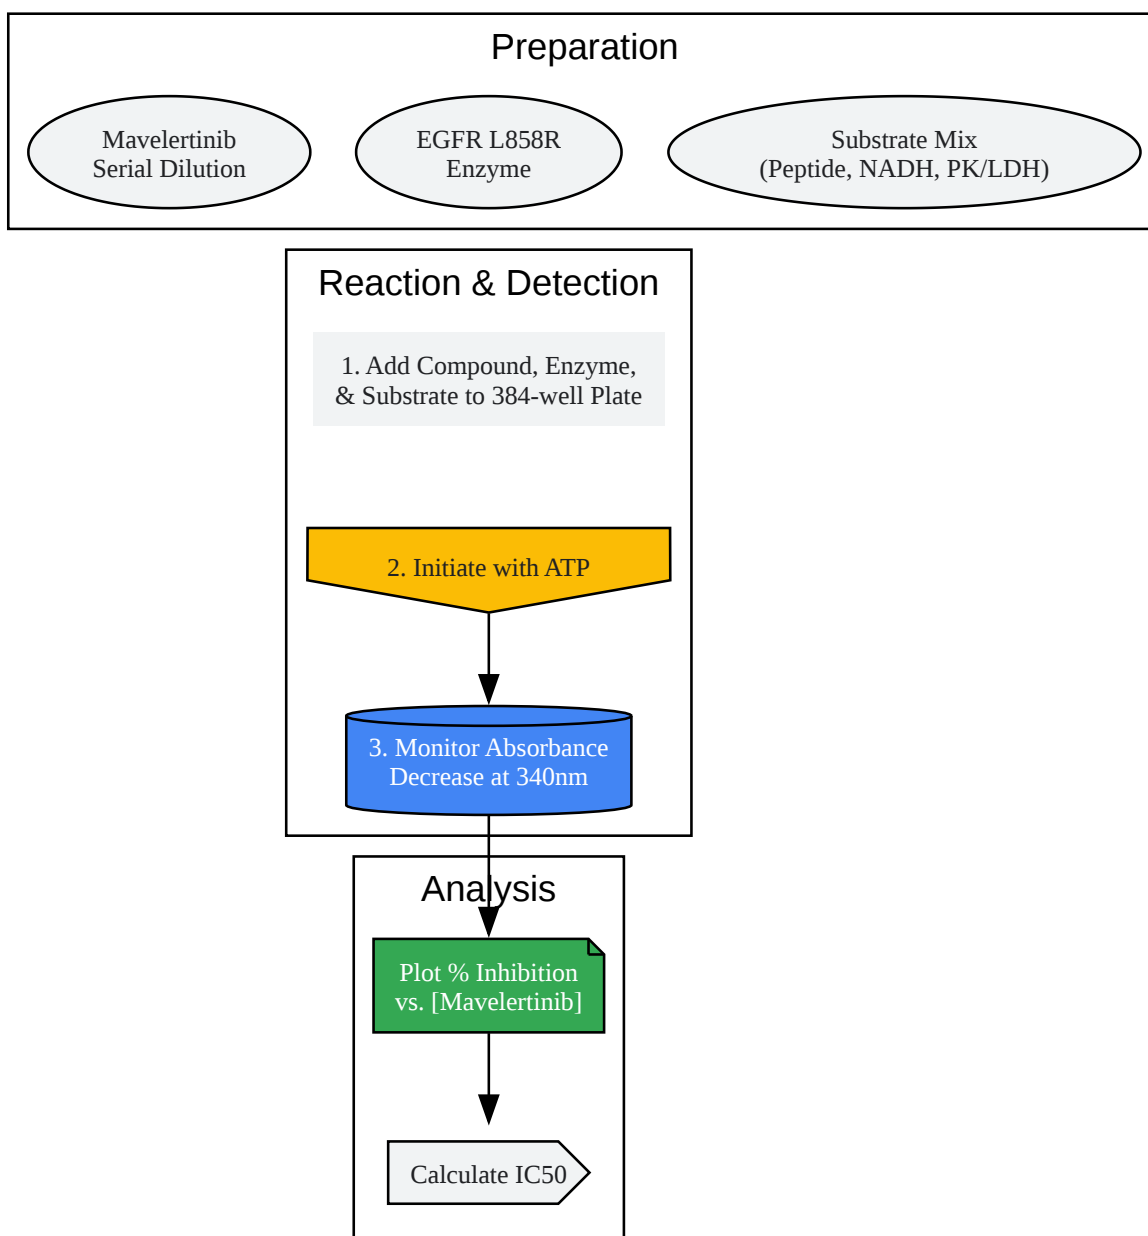 Preparation
Mavelertinib
Serial Dilution
EGFR L858R
Enzyme
Substrate Mix
(Peptide, NADH, PK/LDH)
Reaction & Detection
1. Add Compound, Enzyme,
& Substrate to 384-well Plate
2. Initiate with ATP
3. Monitor Absorbance
Decrease at 340nm
Analysis
Plot % Inhibition
vs. [Mavelertinib]
Calculate IC50